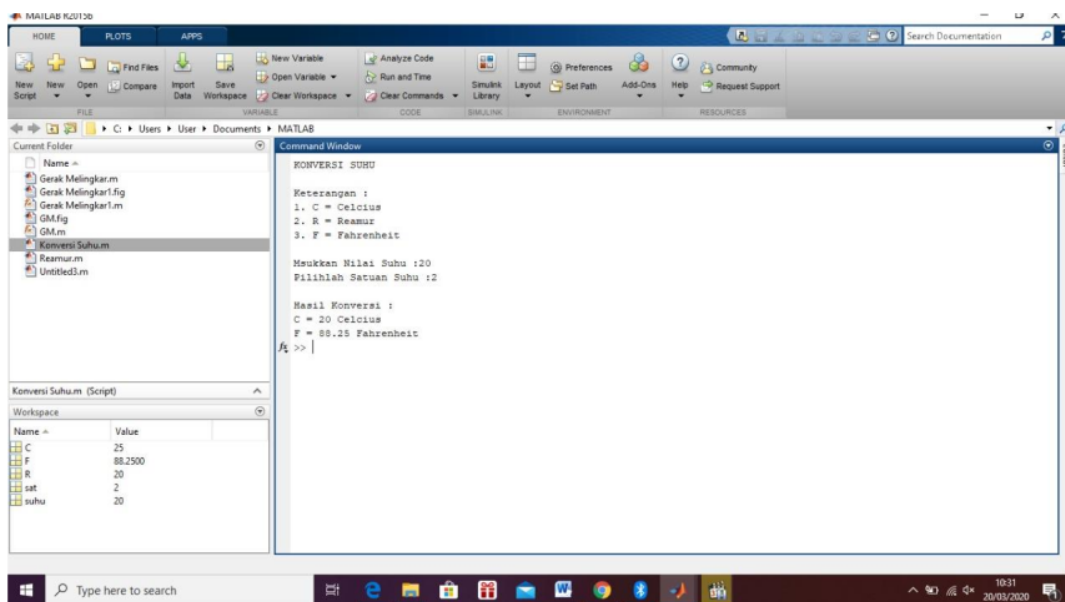 MATLAB R2015b
HOME PLOTS APPS
Search Documentation
New Script
New
Open
Find Files
Compare
Import Data
Save Workspace
New Variable
Open Variable
Clear Workspace
Analyze Code
Run and Time
Clear Commands
Simulink Library
Layout
Preferences
Set Path
Add-Ons
Help
Community
Request Support
FILE VARIABLE CODE SIMULINK ENVIRONMENT RESOURCES
C: Users User Documents MATLAB
Current Folder
Name
Gerak Melingkar.m
Gerak Melingkar1.fig
Gerak Melingkar1.m
GM.fig
GM.m
Konversi Suhu.m
Reamur.m
Untitled3.m
Konversi Suhu.m (Script)
Workspace
Name Value
C 25
F 88.2500
R 20
sat 2
suhu 20
Command Window
KONVERSI SUHU
Keterangan :
1. C = Celcius
2. R = Reamur
3. F = Fahrenheit
Msukkan Nilai Suhu :20
Pilihlah Satuan Suhu :2
Hasil Konversi :
C = 20 Celcius
F = 88.25 Fahrenheit
fx >>
Type here to search
10:31
20/03/2020